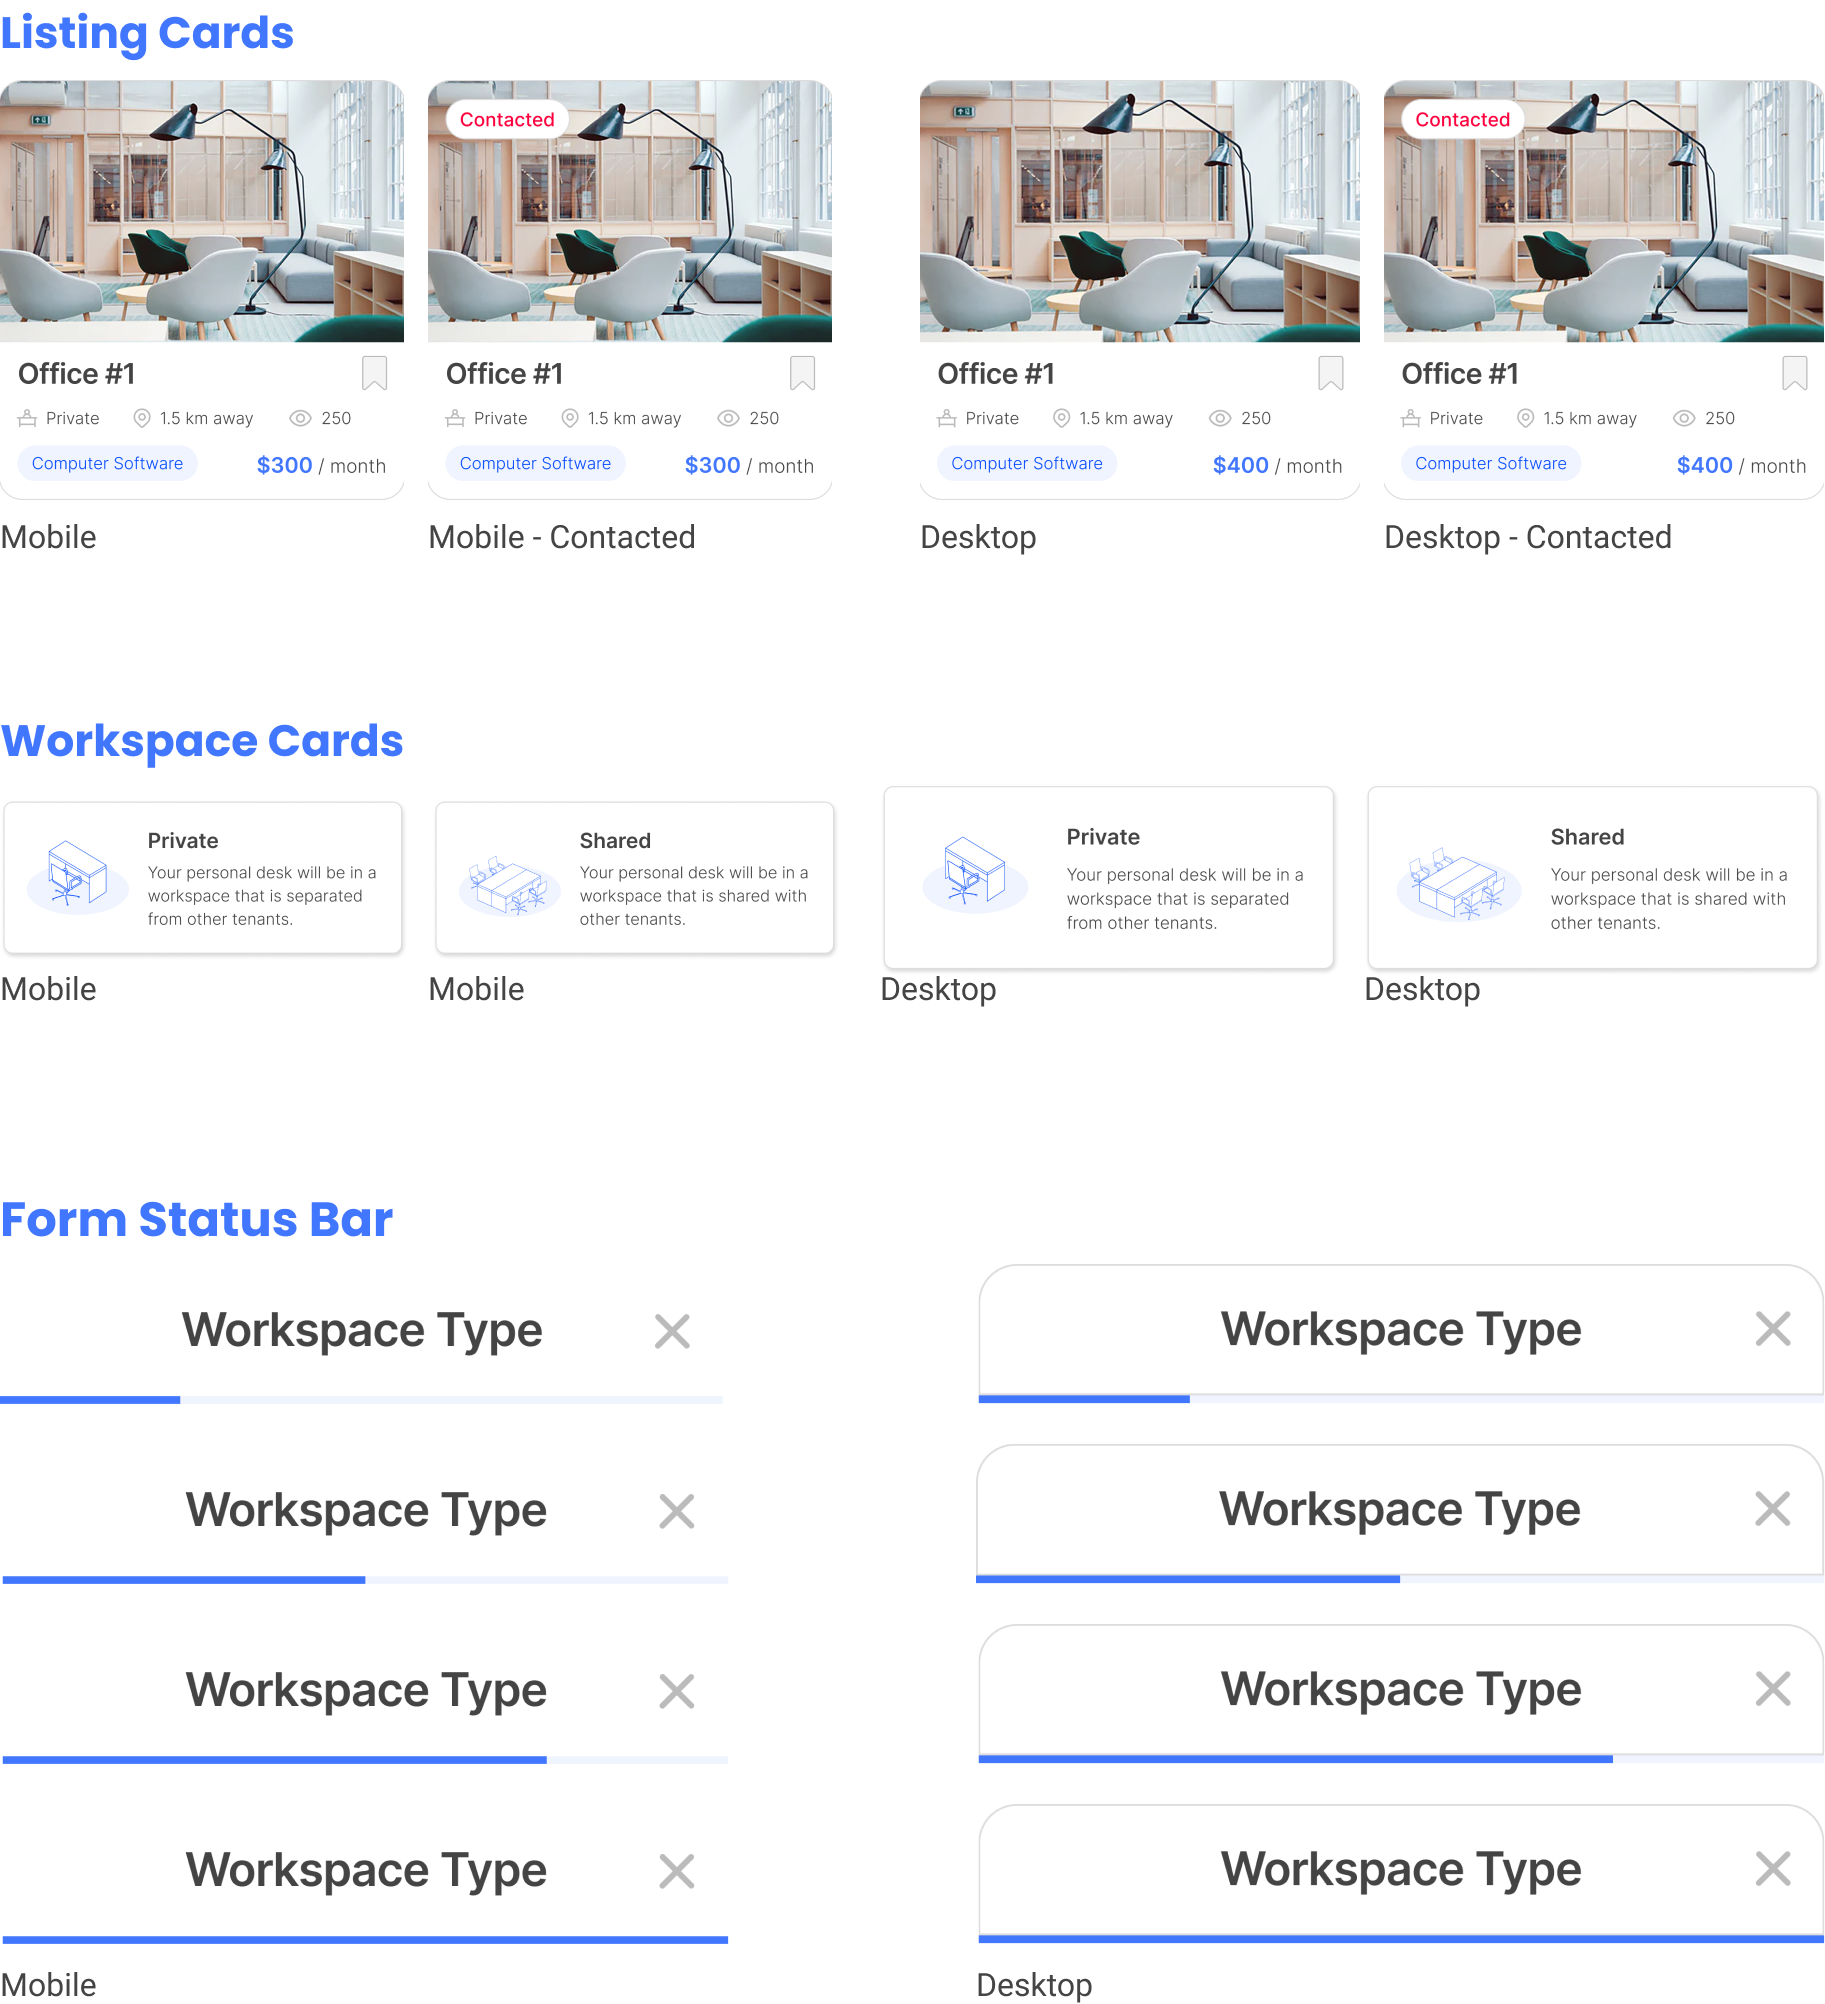 Listing Cards
Contacted
Contacted
Office #1
Office #1
Office #1
Office #1
Private 1.5 km away 250
Private 1.5 km away 250
Private 1.5 km away 250
Private 1.5 km away 250
Computer Software $300 / month
Computer Software $300 / month
Computer Software $400 / month
Computer Software $400 / month
Mobile
Mobile - Contacted
Desktop
Desktop - Contacted
Workspace Cards
Private
Your personal desk will be in a
workspace that is separated
from other tenants.
Shared
Your personal desk will be in a
workspace that is shared with
other tenants.
Private
Your personal desk will be in a
workspace that is separated
from other tenants.
Shared
Your personal desk will be in a
workspace that is shared with
other tenants.
Mobile
Mobile
Desktop
Desktop
Form Status Bar
Workspace Type
Workspace Type
Workspace Type
Workspace Type
Workspace Type
Workspace Type
Workspace Type
Workspace Type
Mobile
Desktop